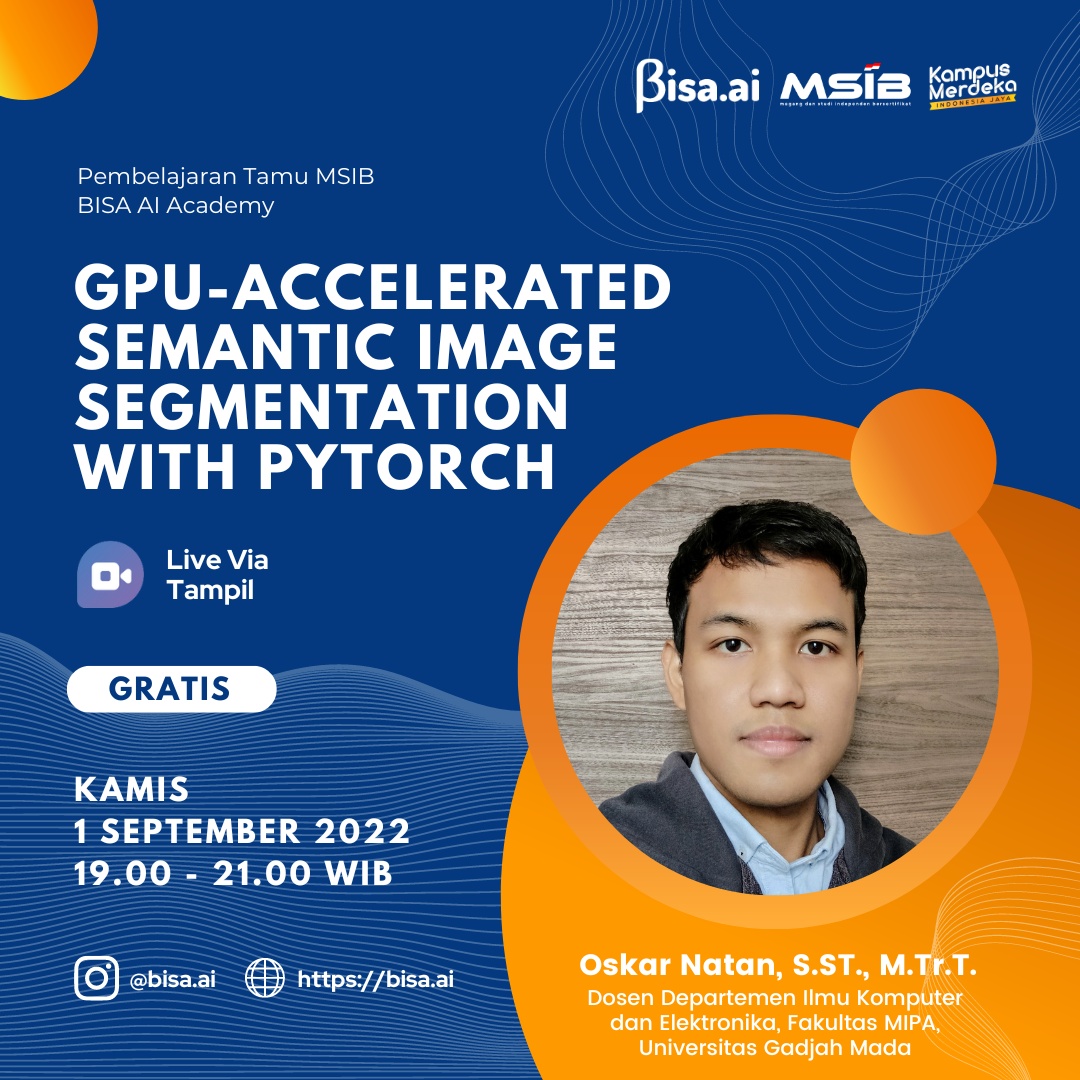 Bisa.ai
MSIB
magang dan studi independen bersertifikat
Kampus
Merdeka
INDONESIA JAYA
Pembelajaran Tamu MSIB
BISA AI Academy
GPU-ACCELERATED
SEMANTIC IMAGE
SEGMENTATION
WITH PYTORCH
Live Via
Tampil
GRATIS
KAMIS
1 SEPTEMBER 2022
19.00 - 21.00 WIB
@bisa.ai
https://bisa.ai
Oskar Natan, S.ST., M.Tr.T.
Dosen Departemen Ilmu Komputer
dan Elektronika, Fakultas MIPA,
Universitas Gadjah Mada